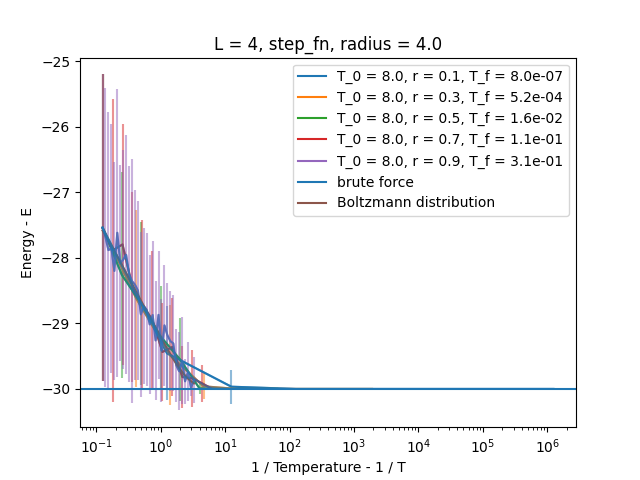 L = 4, step_fn, radius = 4.0
T_0 = 8.0, r = 0.1, T_f = 8.0e-07
T_0 = 8.0, r = 0.3, T_f = 5.2e-04
T_0 = 8.0, r = 0.5, T_f = 1.6e-02
T_0 = 8.0, r = 0.7, T_f = 1.1e-01
T_0 = 8.0, r = 0.9, T_f = 3.1e-01
brute force
Boltzmann distribution
Energy - E
−25
−26
−27
−28
−29
−30
10⁻¹ 10⁰ 10¹ 10² 10³ 10⁴ 10⁵ 10⁶
1 / Temperature - 1 / T